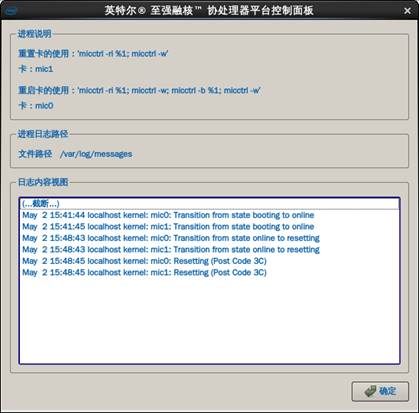 英特尔® 至强融核™ 协处理器平台控制面板
进程说明
重置卡的使用：'micctrl -ri %1; micctrl -w'
卡：mic1
重启卡的使用：'micctrl -ri %1; micctrl -w; micctrl -b %1; micctrl -w'
卡：mic0
进程日志路径
文件路径 /var/log/messages
日志内容视图
(...截断...)
May 2 15:41:44 localhost kernel: mic0: Transition from state booting to online
May 2 15:41:45 localhost kernel: mic1: Transition from state booting to online
May 2 15:48:43 localhost kernel: mic0: Transition from state online to resetting
May 2 15:48:43 localhost kernel: mic1: Transition from state online to resetting
May 2 15:48:45 localhost kernel: mic0: Resetting (Post Code 3C)
May 2 15:48:45 localhost kernel: mic1: Resetting (Post Code 3C)
确定